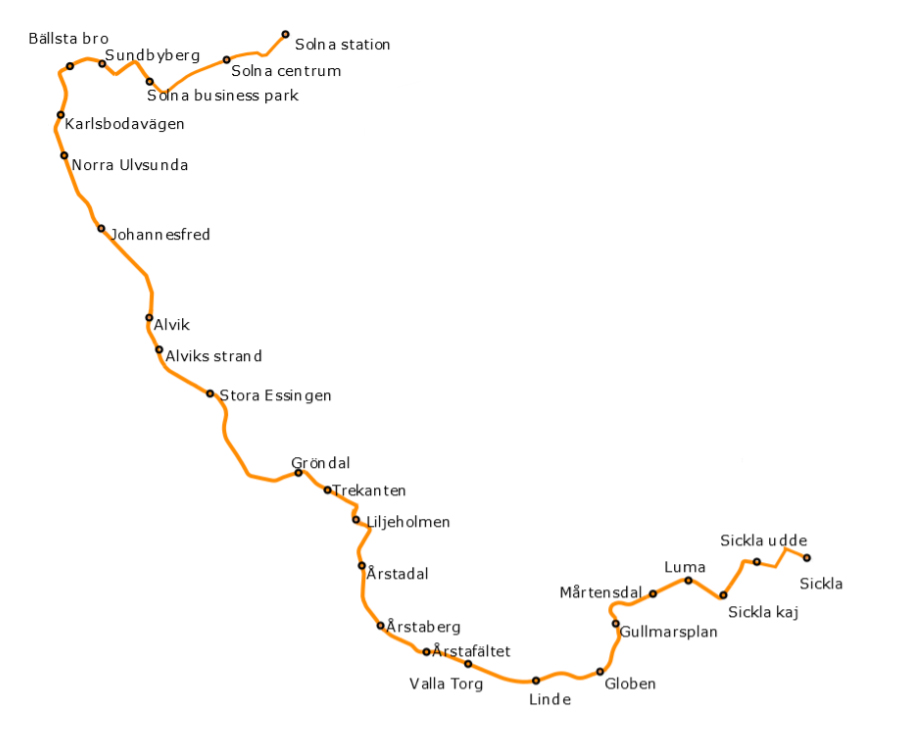 Bällsta bro
Solna station
Sundbyberg
Solna centrum
Solna business park
Karlsbodavägen
Norra Ulvsunda
Johannesfred
Alvik
Alviks strand
Stora Essingen
Gröndal
Trekanten
Liljeholmen
Årstadal
Årstaberg
Årstafältet
Valla Torg
Linde
Globen
Gullmarsplan
Mårtensdal
Luma
Sickla kaj
Sickla udde
Sickla